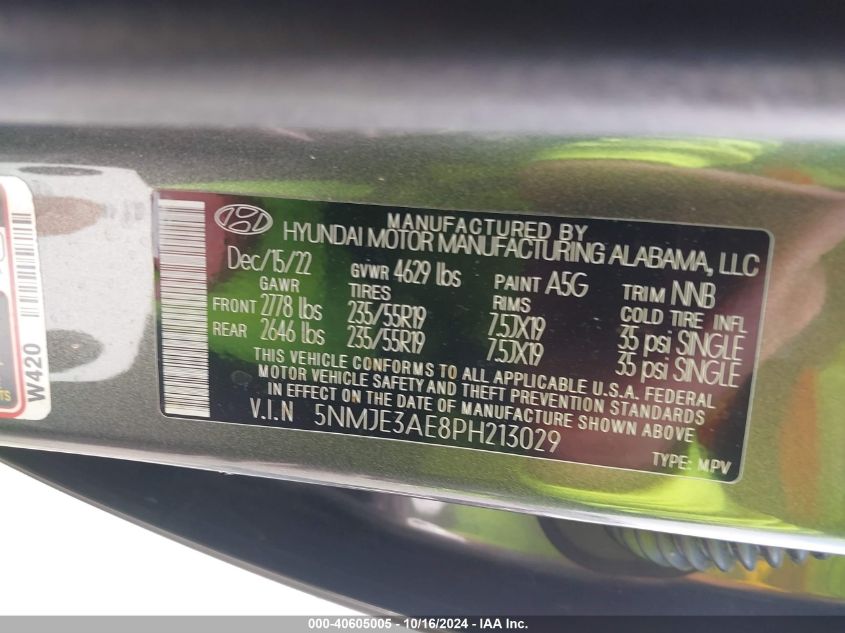 MANUFACTURED BY
HYUNDAI MOTOR MANUFACTURING ALABAMA, LLC
Dec/15/22 GVWR 4629 lbs PAINT A5G TRIM NNB
GAWR TIRES RIMS COLD TIRE INFL
FRONT 2778 lbs 235/55R19 7.5JX19 35 psi SINGLE
REAR 2646 lbs 235/55R19 7.5JX19 35 psi SINGLE
THIS VEHICLE CONFORMS TO ALL APPLICABLE U.S.A. FEDERAL
MOTOR VEHICLE SAFETY AND THEFT PREVENTION STANDARDS
IN EFFECT ON THE DATE OF MANUFACTURE SHOWN ABOVE
V.I.N 5NMJE3AE8PH213029
TYPE: MPV
W420
000-40605005 - 10/16/2024 - IAA Inc.